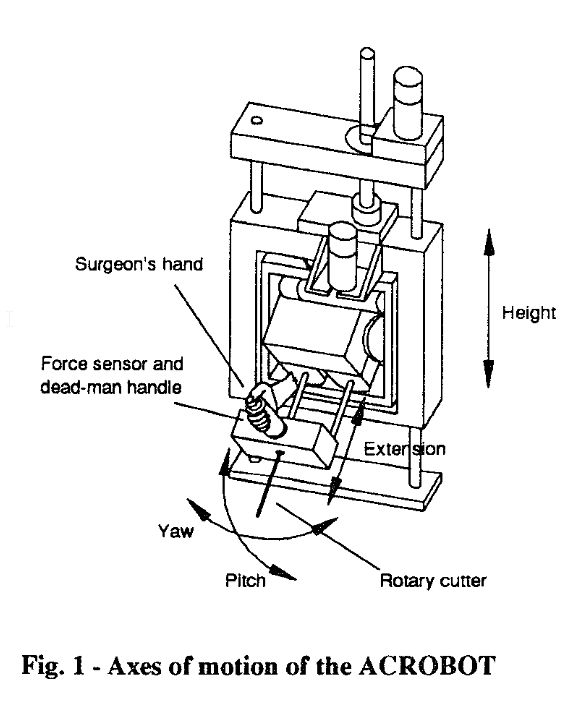 Surgeon's hand
Height
Force sensor and
dead-man handle
Extension
Yaw
Pitch
Rotary cutter
Fig. 1 - Axes of motion of the ACROBOT